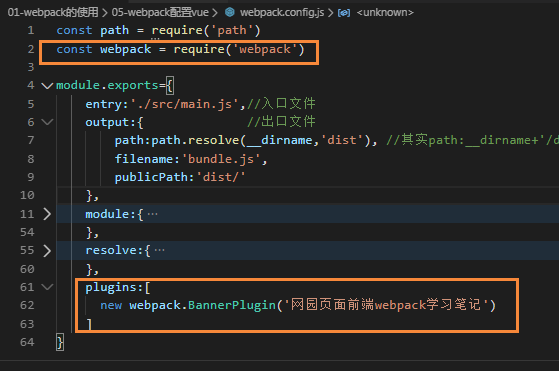 01-webpack的使用 > 05-webpack配置vue > webpack.config.js > <unknown>
1 const path = require('path')
2 const webpack = require('webpack')
3
4 module.exports={
5 entry:'./src/main.js',//入口文件
6 output:{ //出口文件
7 path:path.resolve(__dirname,'dist'), //其实path:__dirname+'/d
8 filename:'bundle.js',
9 publicPath:'dist/'
10 },
11 module:{ ···
54 },
55 resolve:{ ···
60 },
61 plugins:[
62 new webpack.BannerPlugin('网园页面前端webpack学习笔记')
63 ]
64 }